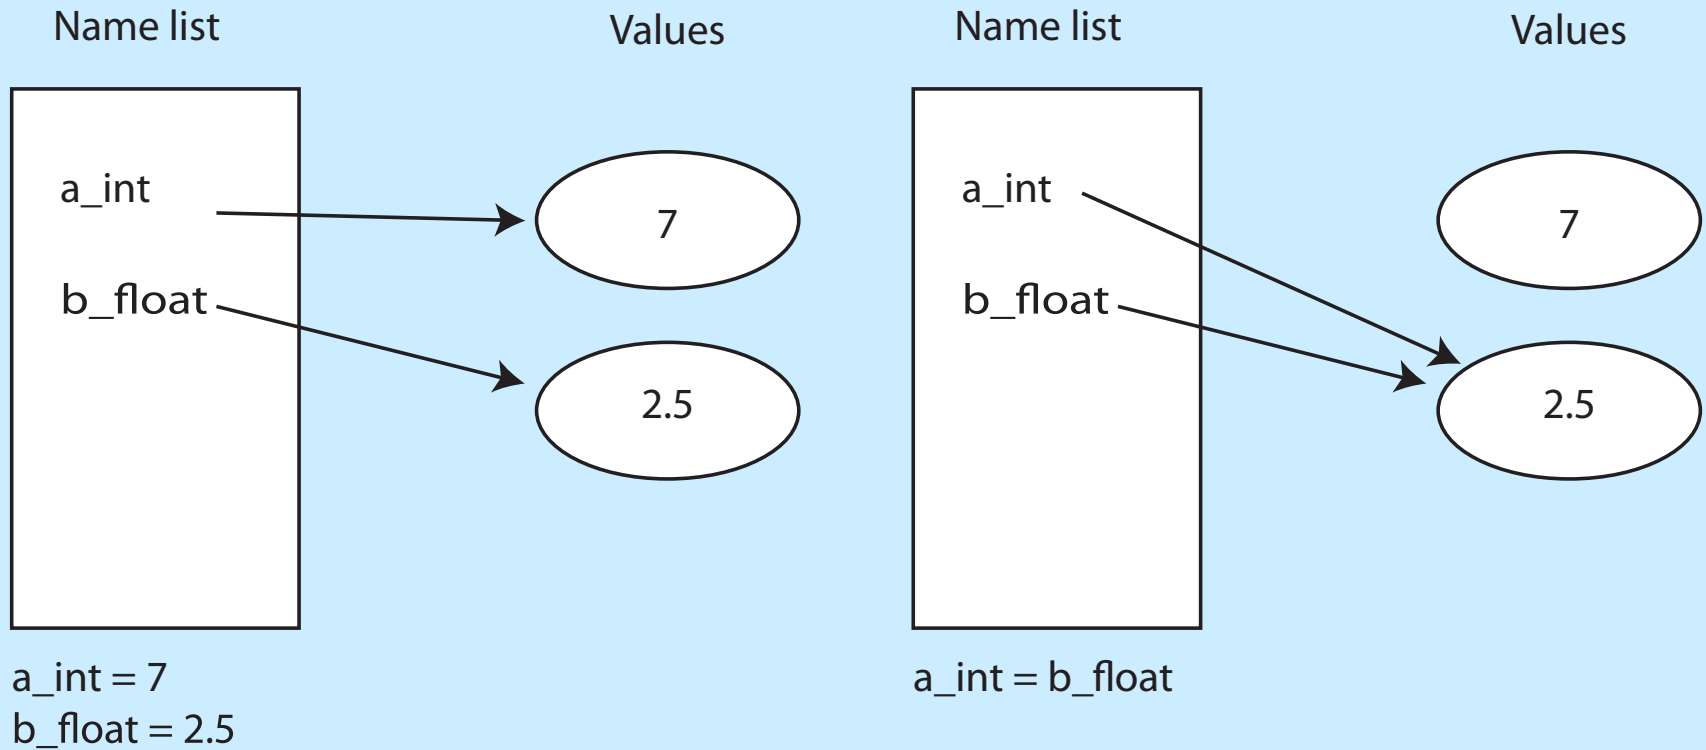 Name list
Values
a_int
7
b_float
2.5
a_int = 7
b_float = 2.5
Name list
Values
a_int
7
b_float
2.5
a_int = b_float